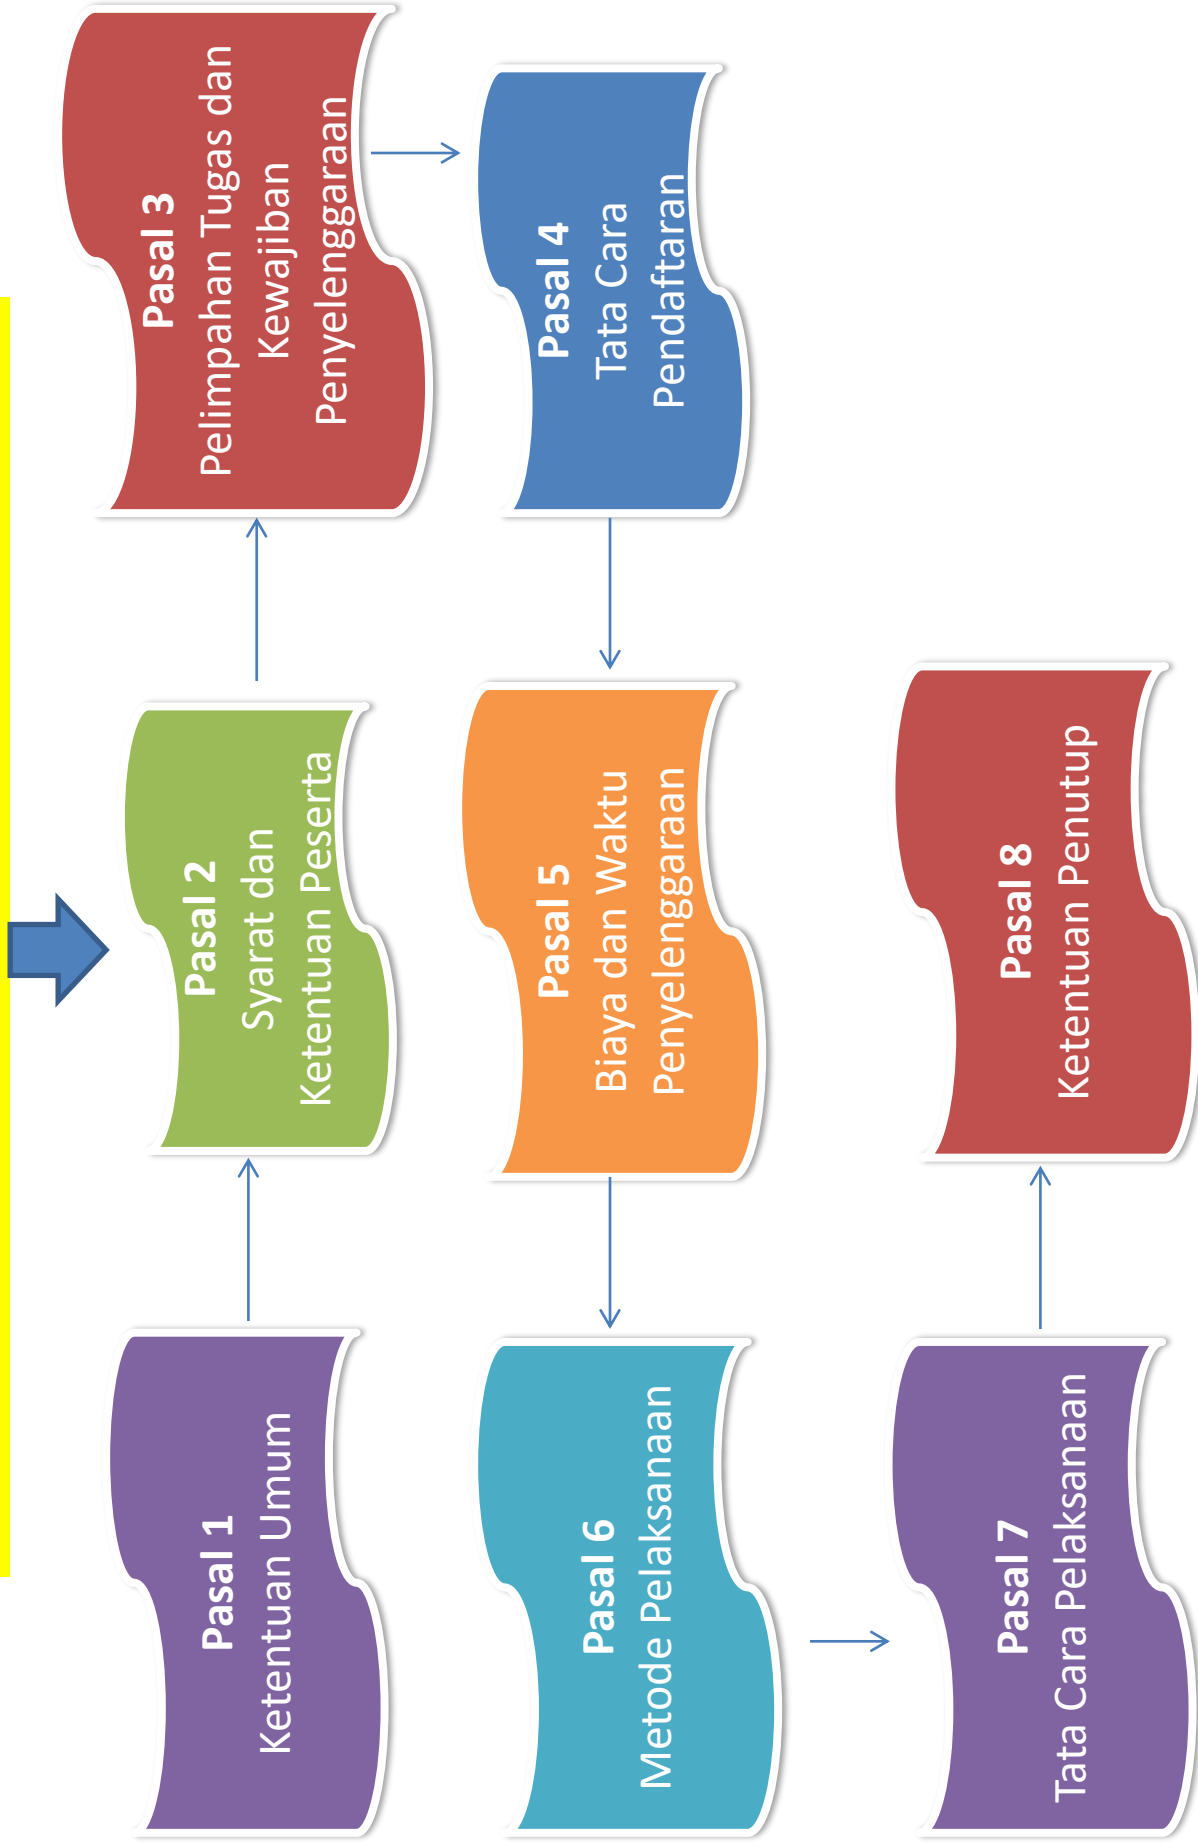 Pasal 1
Ketentuan Umum
Pasal 2
Syarat dan
Ketentuan Peserta
Pasal 3
Pelimpahan Tugas dan
Kewajiban
Penyelenggaraan
Pasal 4
Tata Cara
Pendaftaran
Pasal 5
Biaya dan Waktu
Penyelenggaraan
Pasal 6
Metode Pelaksanaan
Pasal 7
Tata Cara Pelaksanaan
Pasal 8
Ketentuan Penutup